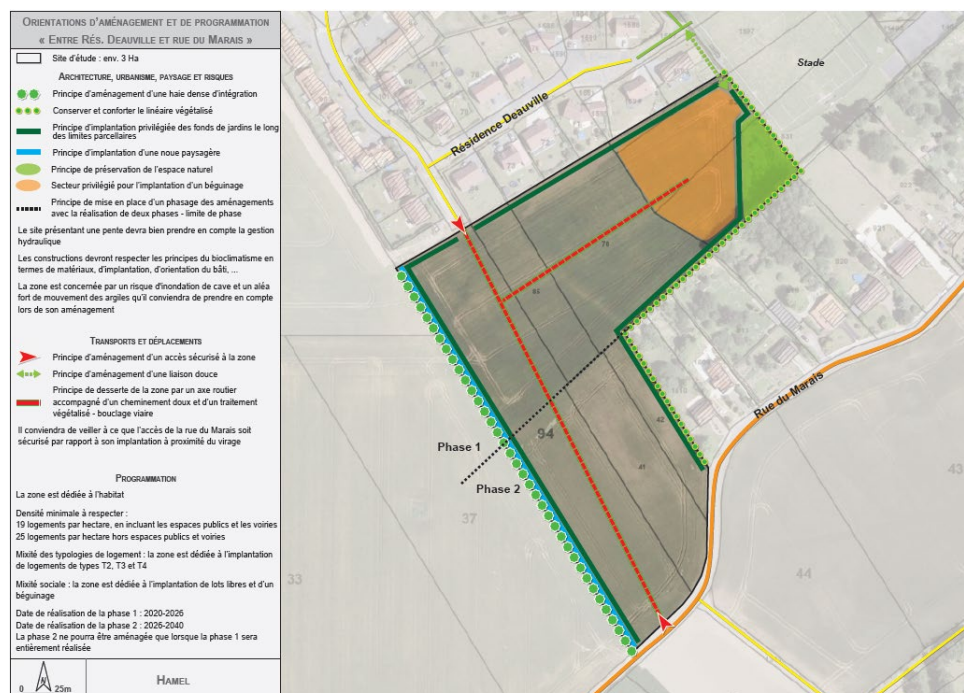 ORIENTATIONS D'AMÉNAGEMENT ET DE PROGRAMMATION
« ENTRE RÉS. DEAUVILLE ET RUE DU MARAIS »
Site d'étude : env. 3 Ha
ARCHITECTURE, URBANISME, PAYSAGE ET RISQUES
Principe d'aménagement d'une haie dense d'intégration
Conserver et conforter le linéaire végétalisé
Principe d'implantation privilégiée des fonds de jardins le long
des limites parcellaires
Principe d'implantation d'une noue paysagère
Principe de préservation de l'espace naturel
Secteur privilégié pour l'implantation d'un béguinage
Principe de mise en place d'un phasage des aménagements
avec la réalisation de deux phases - limite de phase
Le site présentant une pente devra bien prendre en compte la gestion
hydraulique
Les constructions devront respecter les principes du bioclimatisme en
termes de matériaux, d'implantation, d'orientation du bâti, ...
La zone est concernée par un risque d'inondation de cave et un aléa
fort de mouvement des argiles qu'il conviendra de prendre en compte
lors de son aménagement
TRANSPORTS ET DÉPLACEMENTS
Principe d'aménagement d'un accès sécurisé à la zone
Principe d'aménagement d'une liaison douce
Principe de desserte de la zone par un axe routier
accompagné d'un cheminement doux et d'un traitement
végétalisé - bouclage viaire
Il conviendra de veiller à ce que l'accès de la rue du Marais soit
sécurisé par rapport à son implantation à proximité du virage
PROGRAMMATION
La zone est dédiée à l'habitat
Densité minimale à respecter :
19 logements par hectare, en incluant les espaces publics et les voiries
25 logements par hectare hors espaces publics et voiries
Mixité des typologies de logement : la zone est dédiée à l'implantation
de logements de types T2, T3 et T4
Mixité sociale : la zone est dédiée à l'implantation de lots libres et d'un
béguinage
Date de réalisation de la phase 1 : 2020-2026
Date de réalisation de la phase 2 : 2026-2040
La phase 2 ne pourra être aménagée que lorsque la phase 1 sera
entièrement réalisée
0 25m
HAMEL
Stade
Résidence Deauville
Rue du Marais
Phase 1
94
Phase 2
37
33
44
43
42